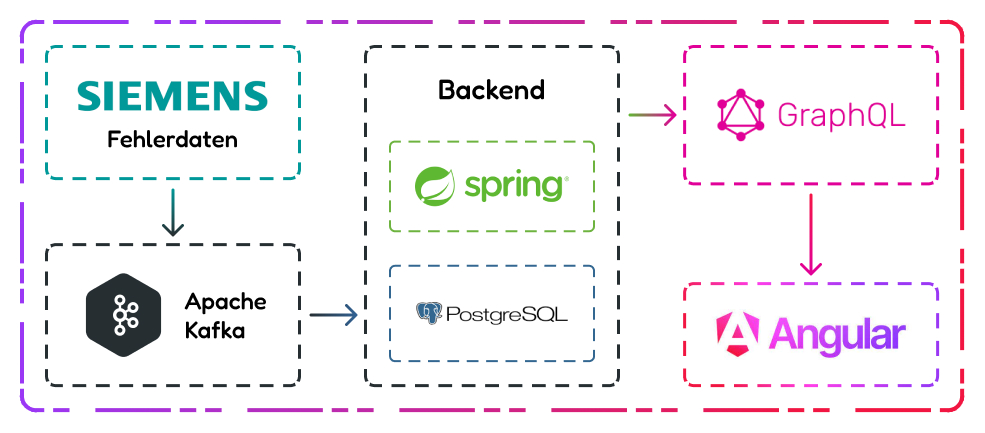 SIEMENS
Fehlerdaten
Apache
Kafka
Backend
spring®
PostgreSQL
GraphQL
Angular